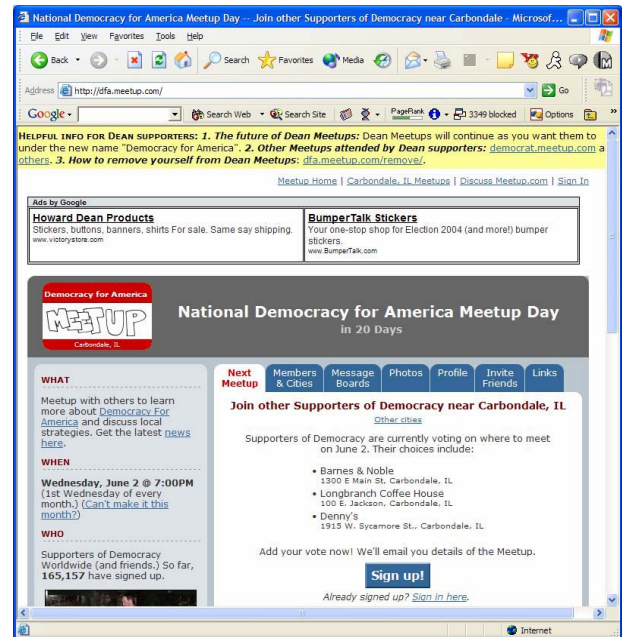 National Democracy for America Meetup Day -- Join other Supporters of Democracy near Carbondale - Microsof...
File Edit View Favorites Tools Help
Back Search Favorites Media
Address http://dfa.meetup.com/ Go
Google Search Web Search Site PageRank 3349 blocked Options
HELPFUL INFO FOR DEAN SUPPORTERS: 1. The future of Dean Meetups: Dean Meetups will continue as you want them to
under the new name "Democracy for America". 2. Other Meetups attended by Dean supporters: democrat.meetup.com a
others. 3. How to remove yourself from Dean Meetups: dfa.meetup.com/remove/.
Meetup Home | Carbondale, IL Meetups | Discuss Meetup.com | Sign In
Ads by Google
Howard Dean Products
Stickers, buttons, banners, shirts For sale. Same say shipping.
www.victorystore.com
BumperTalk Stickers
Your one-stop shop for Election 2004 (and more!) bumper
stickers.
www.BumperTalk.com
Democracy for America
MEETUP
Carbondale, IL
National Democracy for America Meetup Day
in 20 Days
WHAT
Meetup with others to learn
more about Democracy For
America and discuss local
strategies. Get the latest news
here.
WHEN
Wednesday, June 2 @ 7:00PM
(1st Wednesday of every
month.) (Can't make it this
month?)
WHO
Supporters of Democracy
Worldwide (and friends.) So far,
165,157 have signed up.
Next Meetup Members & Cities Message Boards Photos Profile Invite Friends Links
Join other Supporters of Democracy near Carbondale, IL
Other cities
Supporters of Democracy are currently voting on where to meet
on June 2. Their choices include:
• Barnes & Noble
1300 E Main St, Carbondale, IL
• Longbranch Coffee House
100 E. Jackson, Carbondale, IL
• Denny's
1915 W. Sycamore St., Carbondale, IL
Add your vote now! We'll email you details of the Meetup.
Sign up!
Already signed up? Sign in here.
Internet